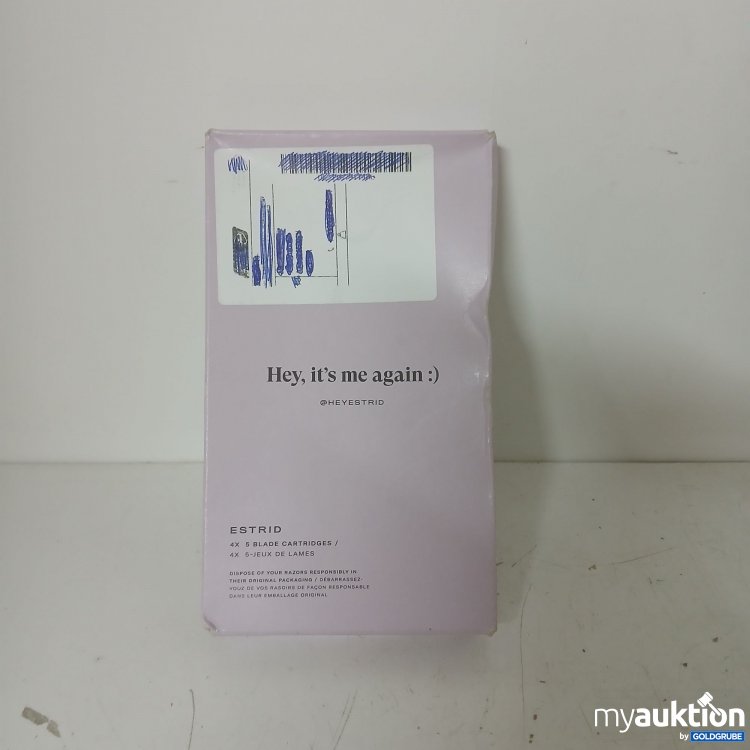 Hey, it's me again :)
@HEYESTRID
ESTRID
4X 5 BLADE CARTRIDGES /
4X 5-JEUX DE LAMES
DISPOSE OF YOUR RAZORS RESPONSIBLY IN
THEIR ORIGINAL PACKAGING / DÉBARRASSEZ-
VOUZ DE VOS RASOIRS DE FAÇON RESPONSABLE
DANS LEUR EMBALLAGE ORIGINAL
myauktion
by GOLDGRUBE